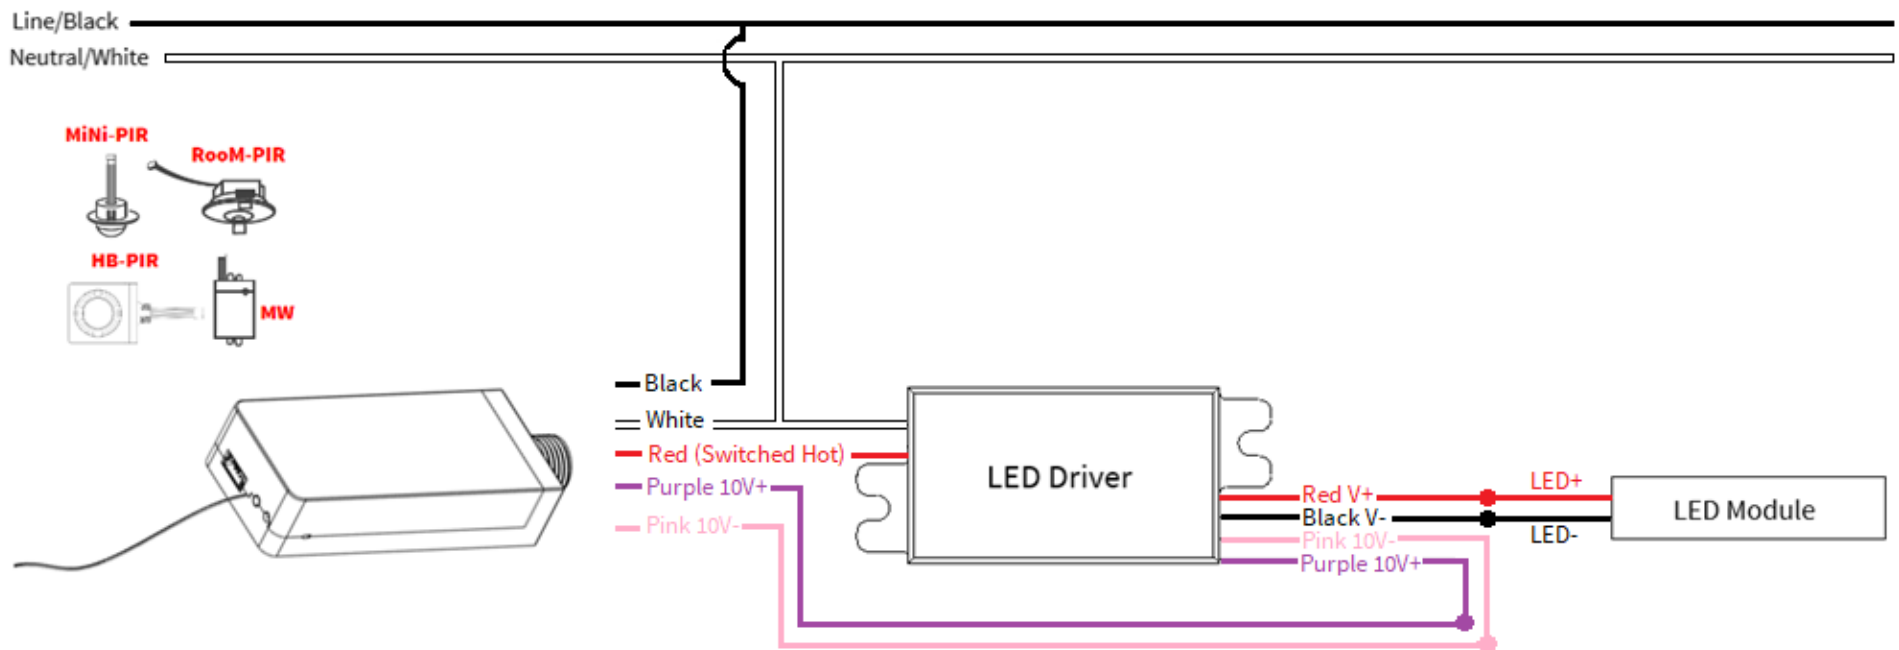 Line/Black
Neutral/White
MiNi-PIR
RooM-PIR
HB-PIR
MW
Black
White
Red (Switched Hot)
Purple 10V+
Pink 10V-
LED Driver
Red V+
Black V-
Pink 10V-
Purple 10V+
LED+
LED-
LED Module